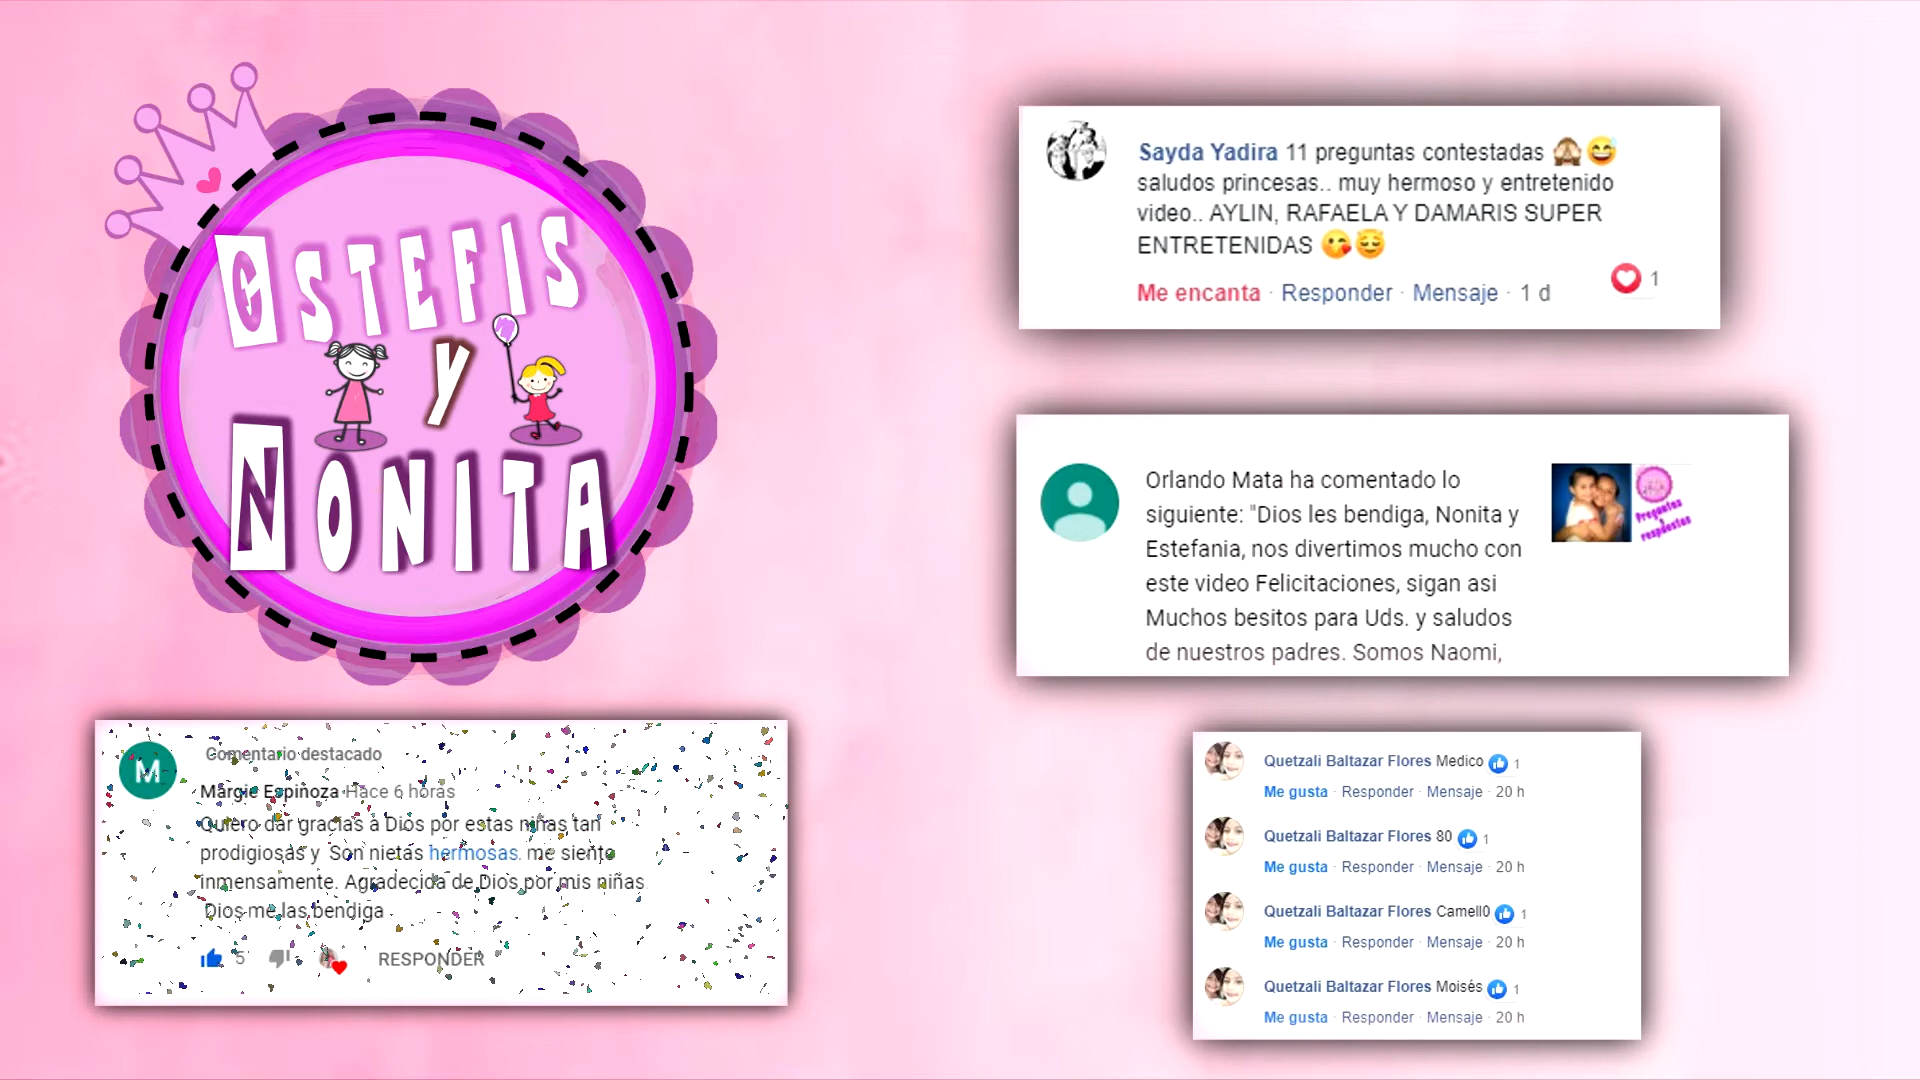 ESTEFIS
Y
NONITA
Sayda Yadira 11 preguntas contestadas 🙈😅
saludos princesas.. muy hermoso y entretenido
video.. AYLIN, RAFAELA Y DAMARIS SUPER
ENTRETENIDAS 😘😌
Me encanta · Responder · Mensaje · 1 d
1
Orlando Mata ha comentado lo
siguiente: "Dios les bendiga, Nonita y
Estefania, nos divertimos mucho con
este video Felicitaciones, sigan asi
Muchos besitos para Uds. y saludos
de nuestros padres. Somos Naomi,
Preguntas
y
respuestas
M
Comentario destacado
Margie Espinoza Hace 6 horas
Quiero dar gracias a Dios por estas niñas tan
prodigiosas y Son nietas hermosas. me siento
inmensamente. Agradecida de Dios por mis niñas
Dios me las bendiga
5 RESPONDER
Quetzali Baltazar Flores Medico 1
Me gusta · Responder · Mensaje · 20 h
Quetzali Baltazar Flores 80 1
Me gusta · Responder · Mensaje · 20 h
Quetzali Baltazar Flores Camell0 1
Me gusta · Responder · Mensaje · 20 h
Quetzali Baltazar Flores Moisés 1
Me gusta · Responder · Mensaje · 20 h